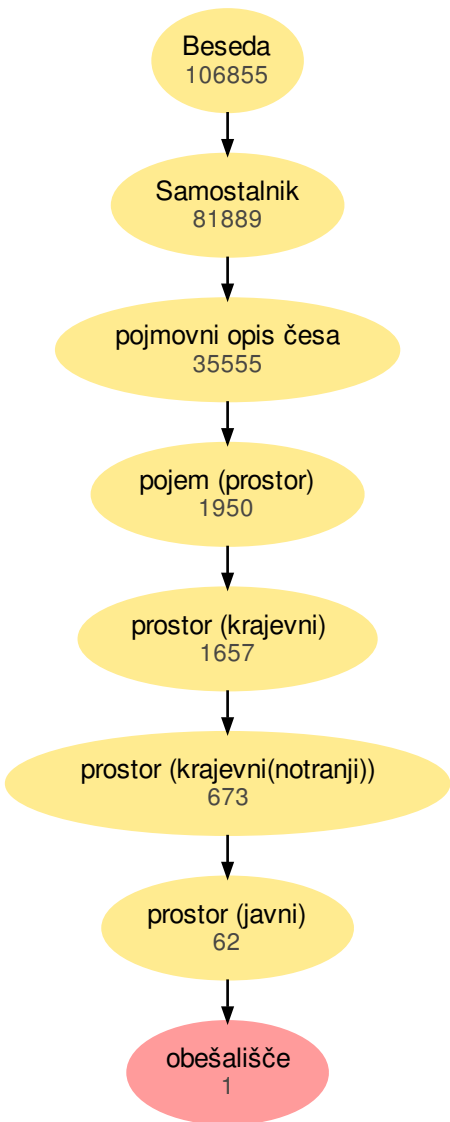 Beseda
106855
Samostalnik
81889
pojmovni opis česa
35555
pojem (prostor)
1950
prostor (krajevni)
1657
prostor (krajevni(notranji))
673
prostor (javni)
62
obešališče
1